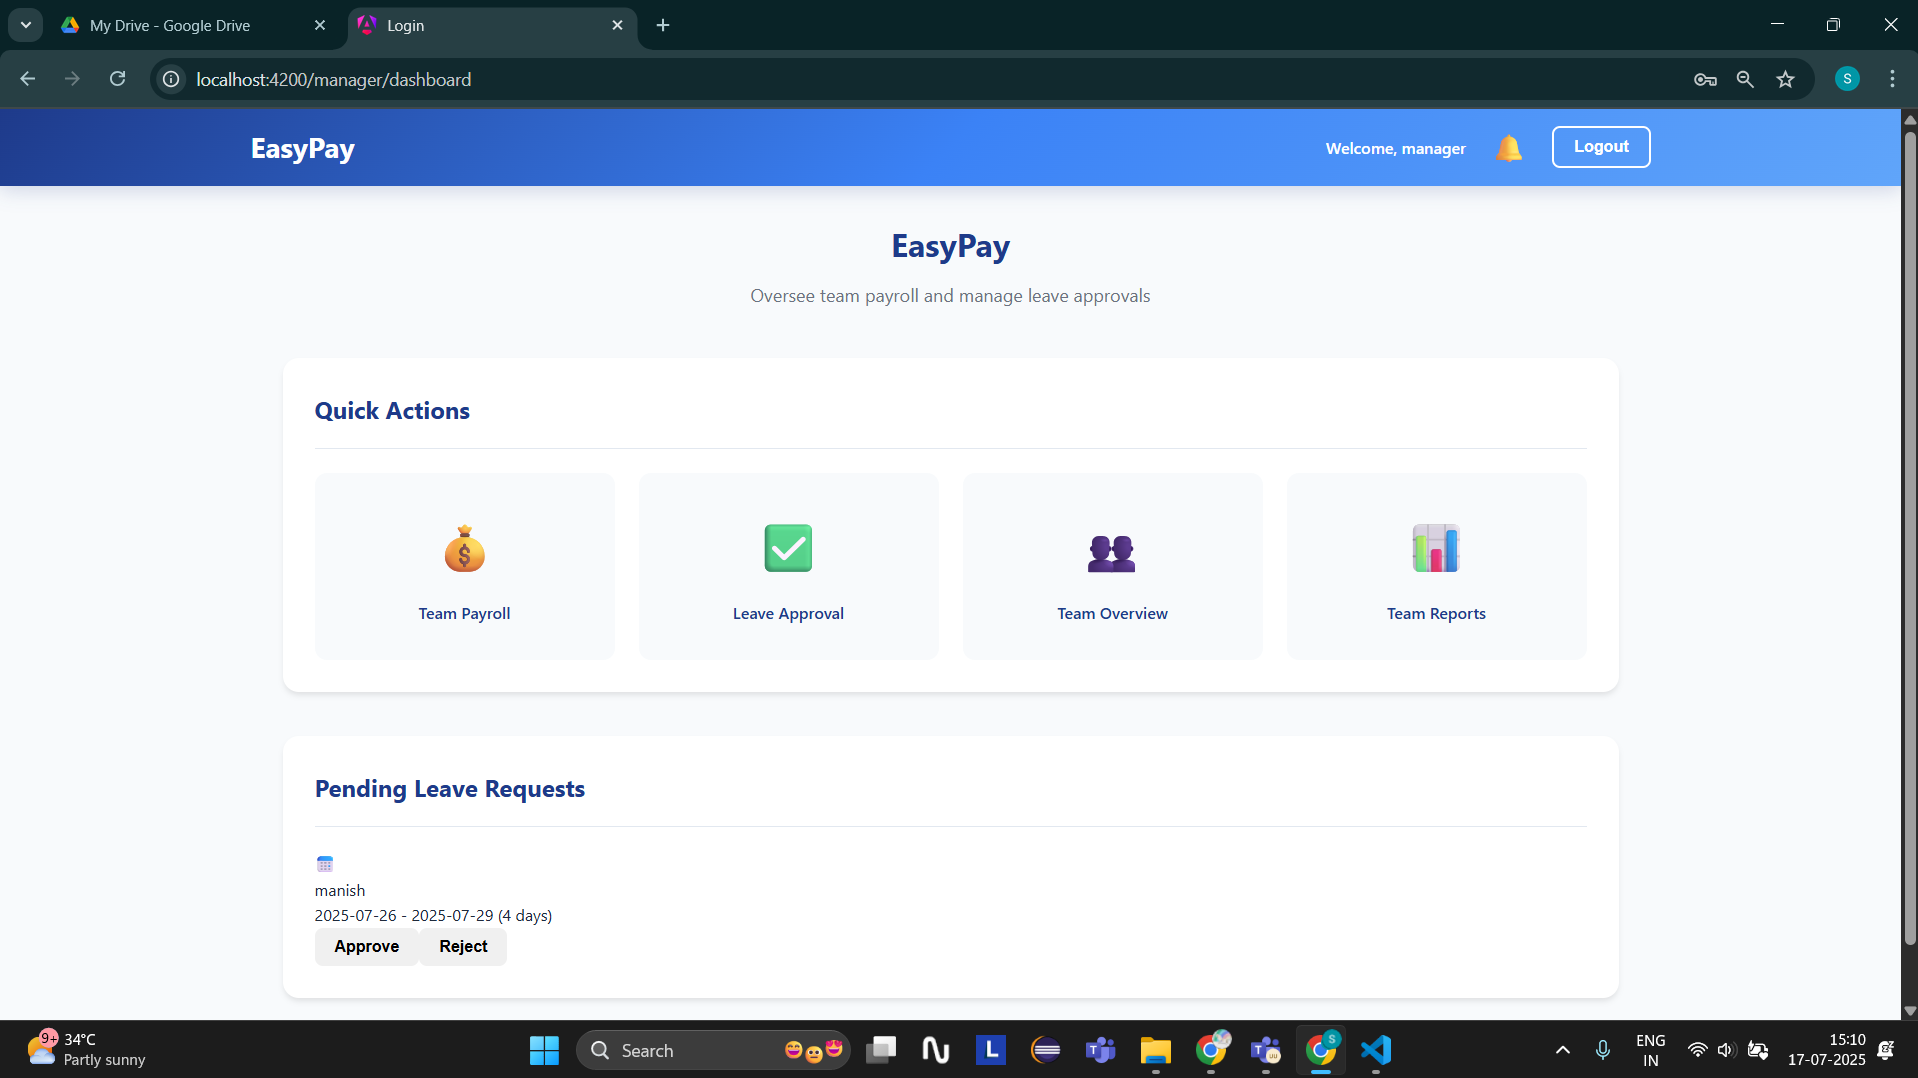 My Drive - Google Drive
Login
localhost:4200/manager/dashboard
S
EasyPay
Welcome, manager
Logout
EasyPay
Oversee team payroll and manage leave approvals
Quick Actions
Team Payroll
Leave Approval
Team Overview
Team Reports
Pending Leave Requests
manish
2025-07-26 - 2025-07-29 (4 days)
Approve
Reject
9+
34°C
Partly sunny
Search
L
S
ENG
IN
15:10
17-07-2025